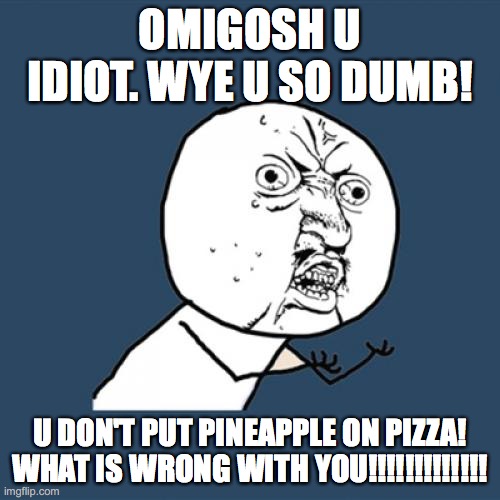 OMIGOSH U
IDIOT. WYE U SO DUMB!
U DON'T PUT PINEAPPLE ON PIZZA!
WHAT IS WRONG WITH YOU!!!!!!!!!!!!!
imgflip.com